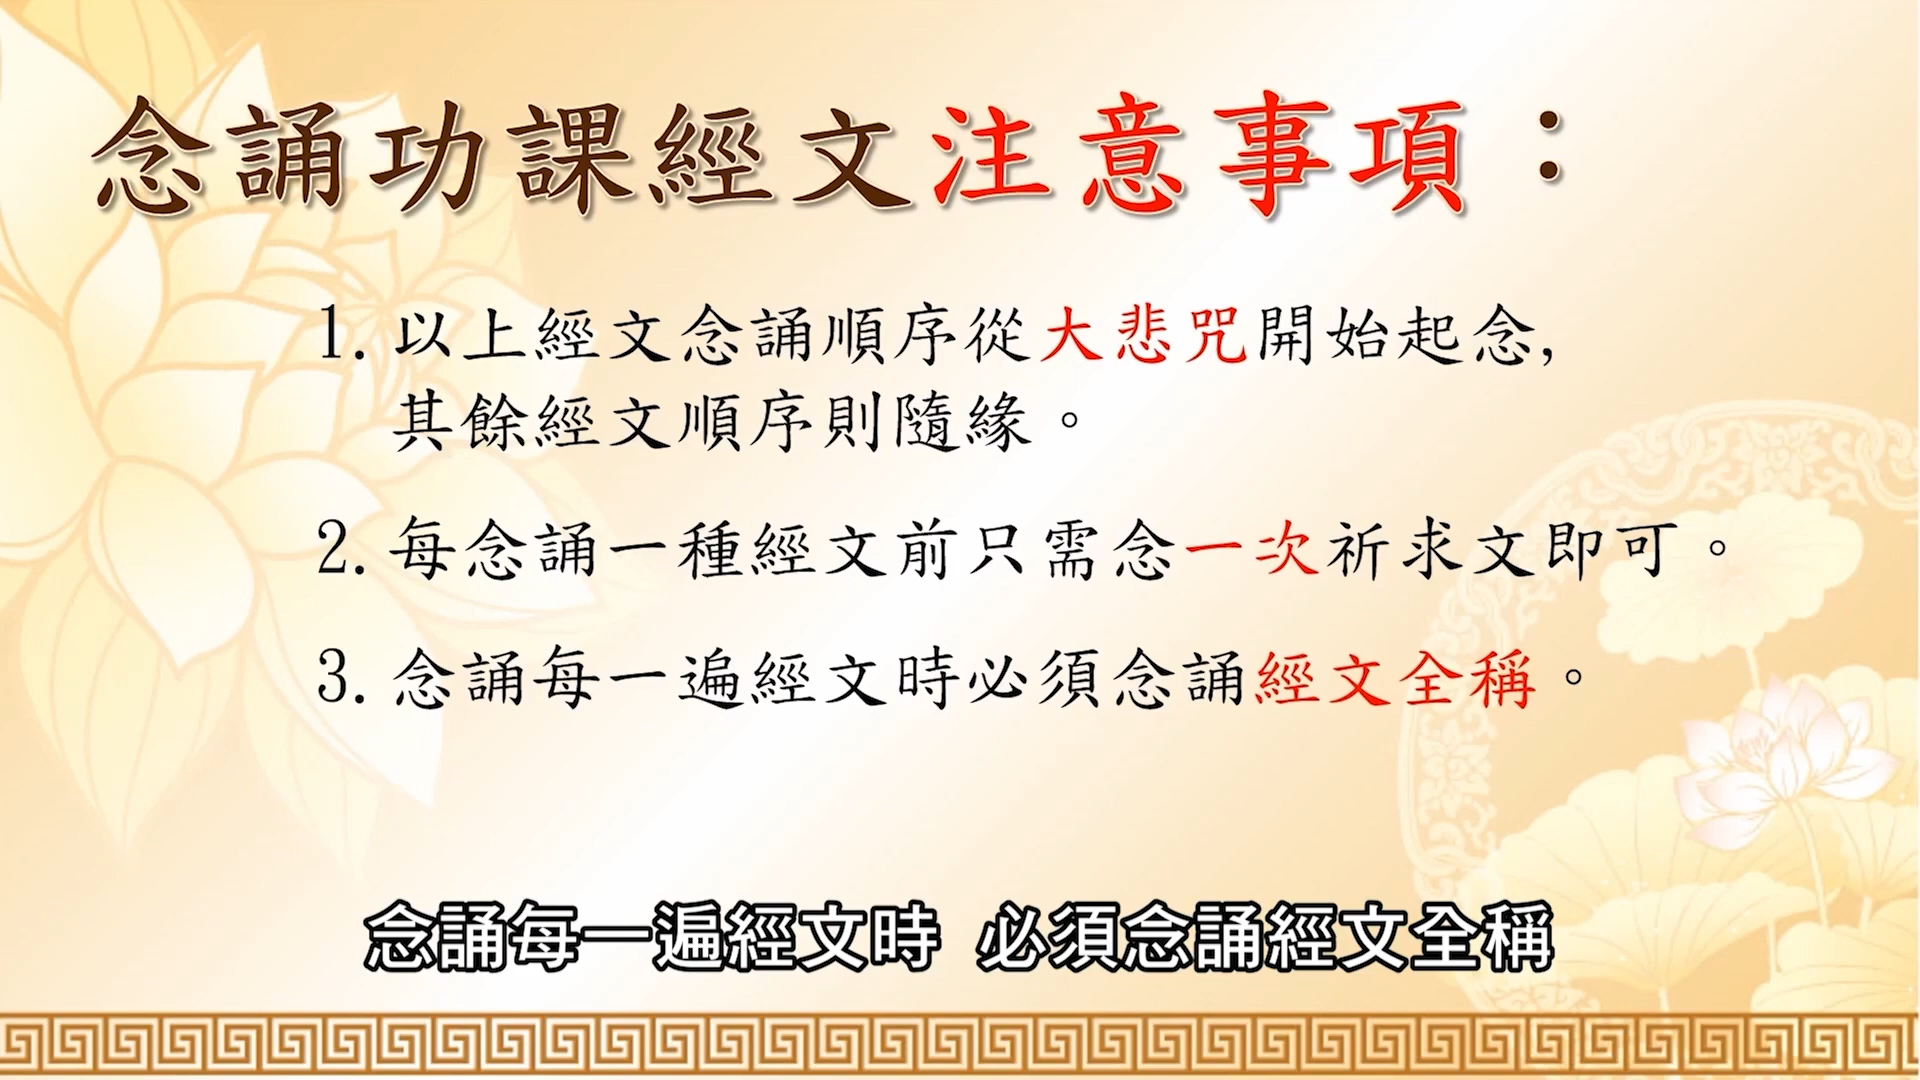 念誦功課經文注意事項：
1. 以上經文念誦順序從大悲咒開始起念,
其餘經文順序則隨緣。
2. 每念誦一種經文前只需念一次祈求文即可。
3. 念誦每一遍經文時必須念誦經文全稱。
念誦每一遍經文時 必須念誦經文全稱